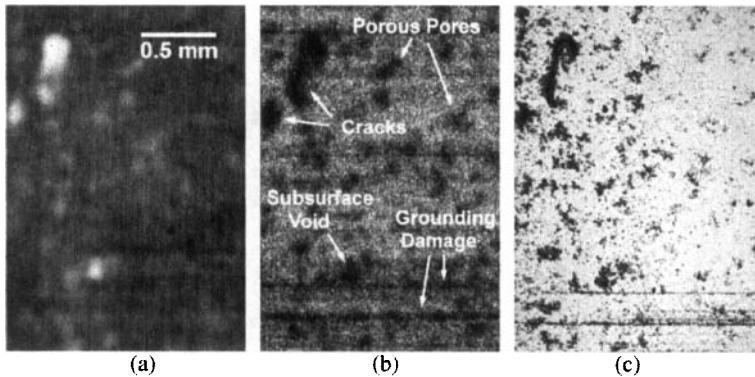 0.5 mm
Porous Pores
Cracks
Subsurface
Void
Grounding
Damage
(a)
(b)
(c)